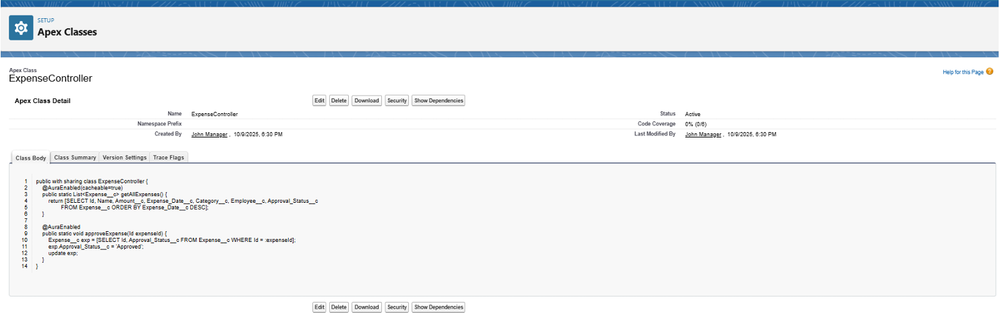 SETUP
Apex Classes
Apex Class
ExpenseController
Help for this Page ?
Apex Class Detail
Edit Delete Download Security Show Dependencies
Name ExpenseController Status Active
Namespace Prefix Code Coverage 0% (0/6)
Created By John Manager , 10/9/2025, 6:30 PM Last Modified By John Manager , 10/9/2025, 6:30 PM
Class Body Class Summary Version Settings Trace Flags
1 public with sharing class ExpenseController {
2 @AuraEnabled(cacheable=true)
3 public static List<Expense__c> getAllExpenses() {
4 return [SELECT Id, Name, Amount__c, Expense_Date__c, Category__c, Employee__c, Approval_Status__c
5 FROM Expense__c ORDER BY Expense_Date__c DESC];
6 }
7
8 @AuraEnabled
9 public static void approveExpense(Id expenseId) {
10 Expense__c exp = [SELECT Id, Approval_Status__c FROM Expense__c WHERE Id = :expenseId];
11 exp.Approval_Status__c = 'Approved';
12 update exp;
13 }
14 }
Edit Delete Download Security Show Dependencies